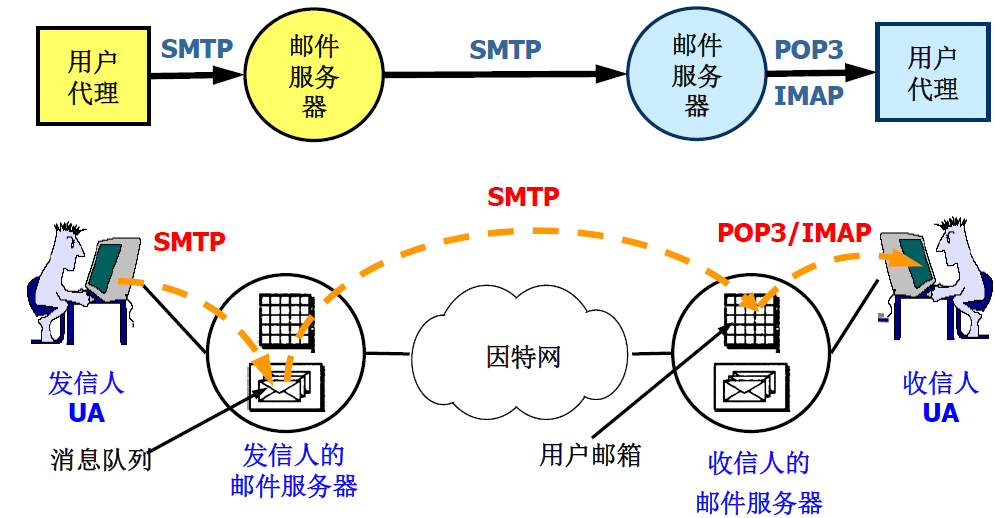 用户
代理
SMTP
邮件
服务
器
SMTP
邮件
服务
器
POP3
IMAP
用户
代理
SMTP
SMTP
POP3/IMAP
因特网
发信人
UA
收信人
UA
消息队列
发信人的
邮件服务器
用户邮箱
收信人的
邮件服务器